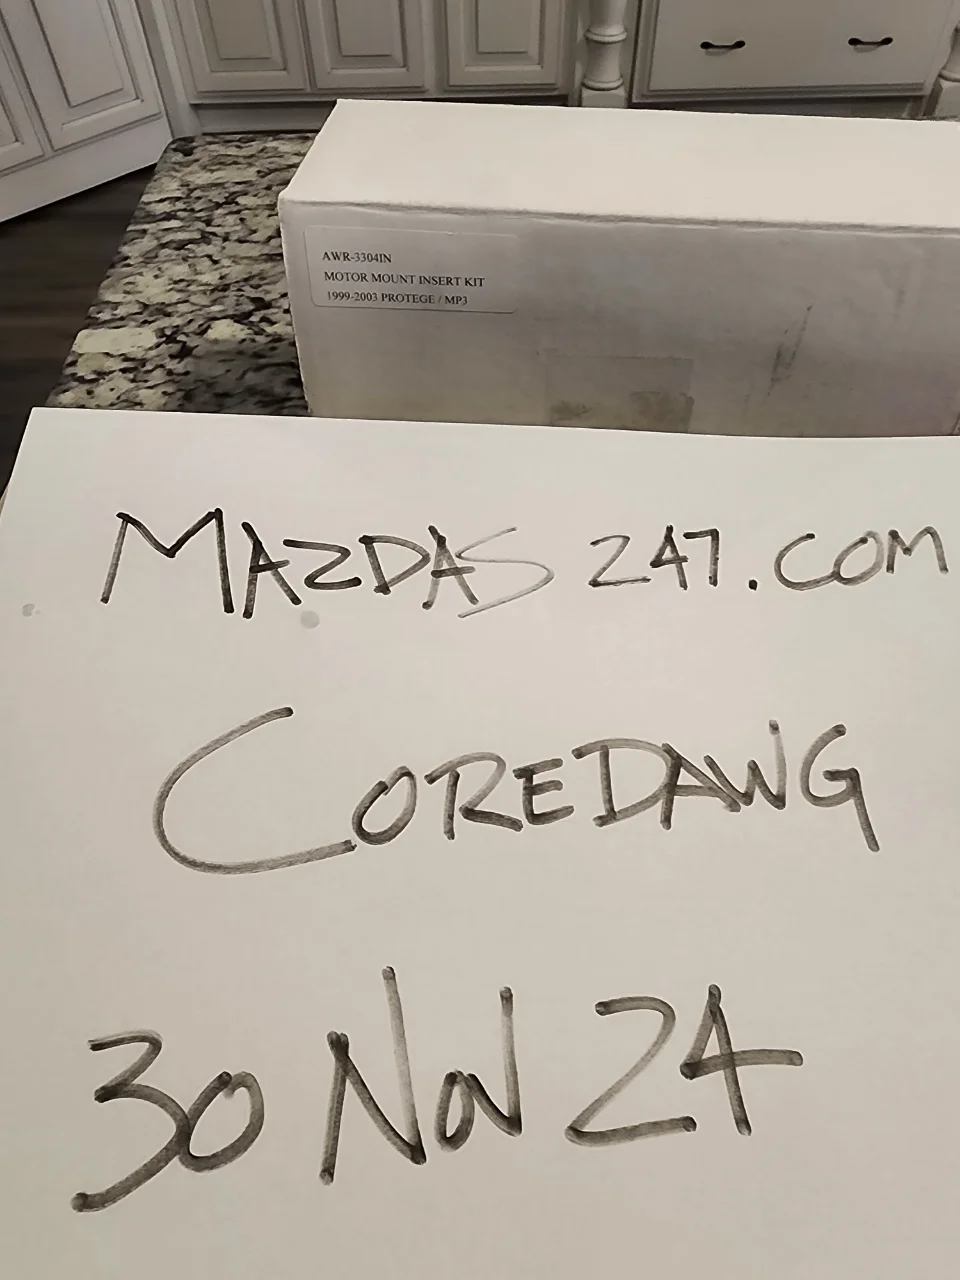 AWR-3304IN
MOTOR MOUNT INSERT KIT
1999-2003 PROTEGE / MP3
MAZDAS 247.COM
COREDAWG
30 Nov 24